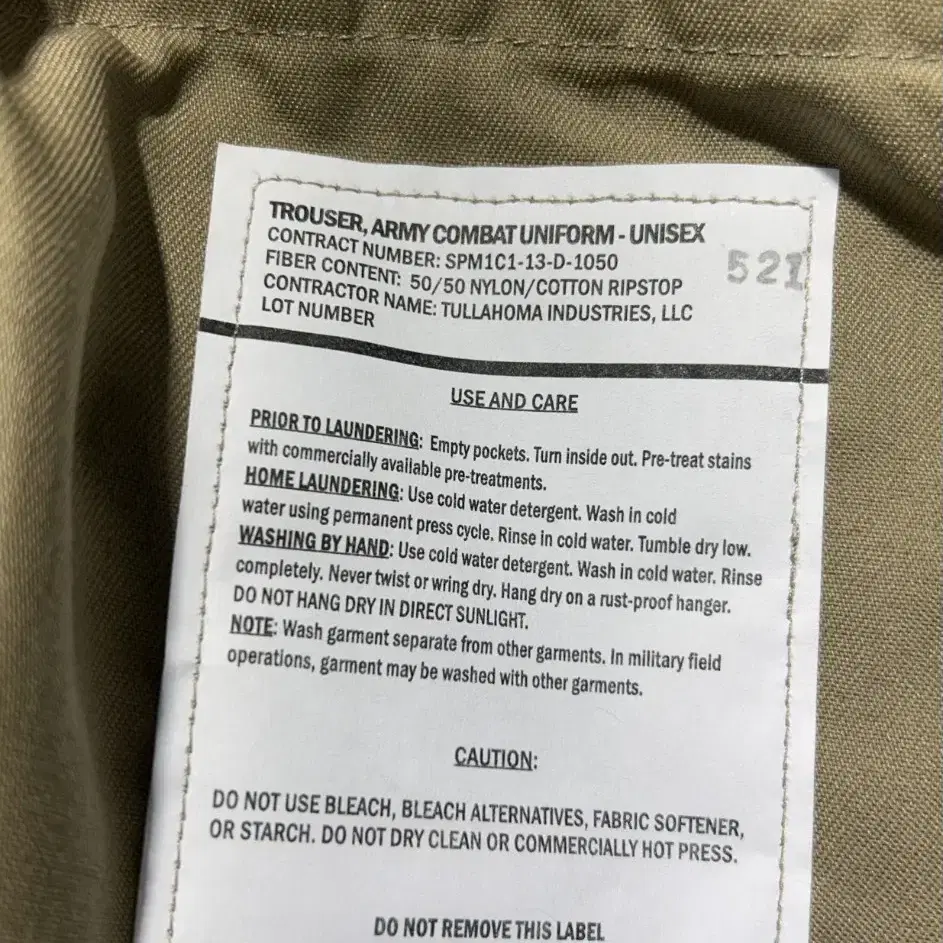 TROUSER, ARMY COMBAT UNIFORM - UNISEX
CONTRACT NUMBER: SPM1C1-13-D-1050
521
FIBER CONTENT: 50/50 NYLON/COTTON RIPSTOP
CONTRACTOR NAME: TULLAHOMA INDUSTRIES, LLC
LOT NUMBER
USE AND CARE
PRIOR TO LAUNDERING: Empty pockets. Turn inside out. Pre-treat stains
with commercially available pre-treatments.
HOME LAUNDERING: Use cold water detergent. Wash in cold
water using permanent press cycle. Rinse in cold water. Tumble dry low.
WASHING BY HAND: Use cold water detergent. Wash in cold water. Rinse
completely. Never twist or wring dry. Hang dry on a rust-proof hanger.
DO NOT HANG DRY IN DIRECT SUNLIGHT.
NOTE: Wash garment separate from other garments. In military field
operations, garment may be washed with other garments.
CAUTION:
DO NOT USE BLEACH, BLEACH ALTERNATIVES, FABRIC SOFTENER,
OR STARCH. DO NOT DRY CLEAN OR COMMERCIALLY HOT PRESS.
DO NOT REMOVE THIS LABEL